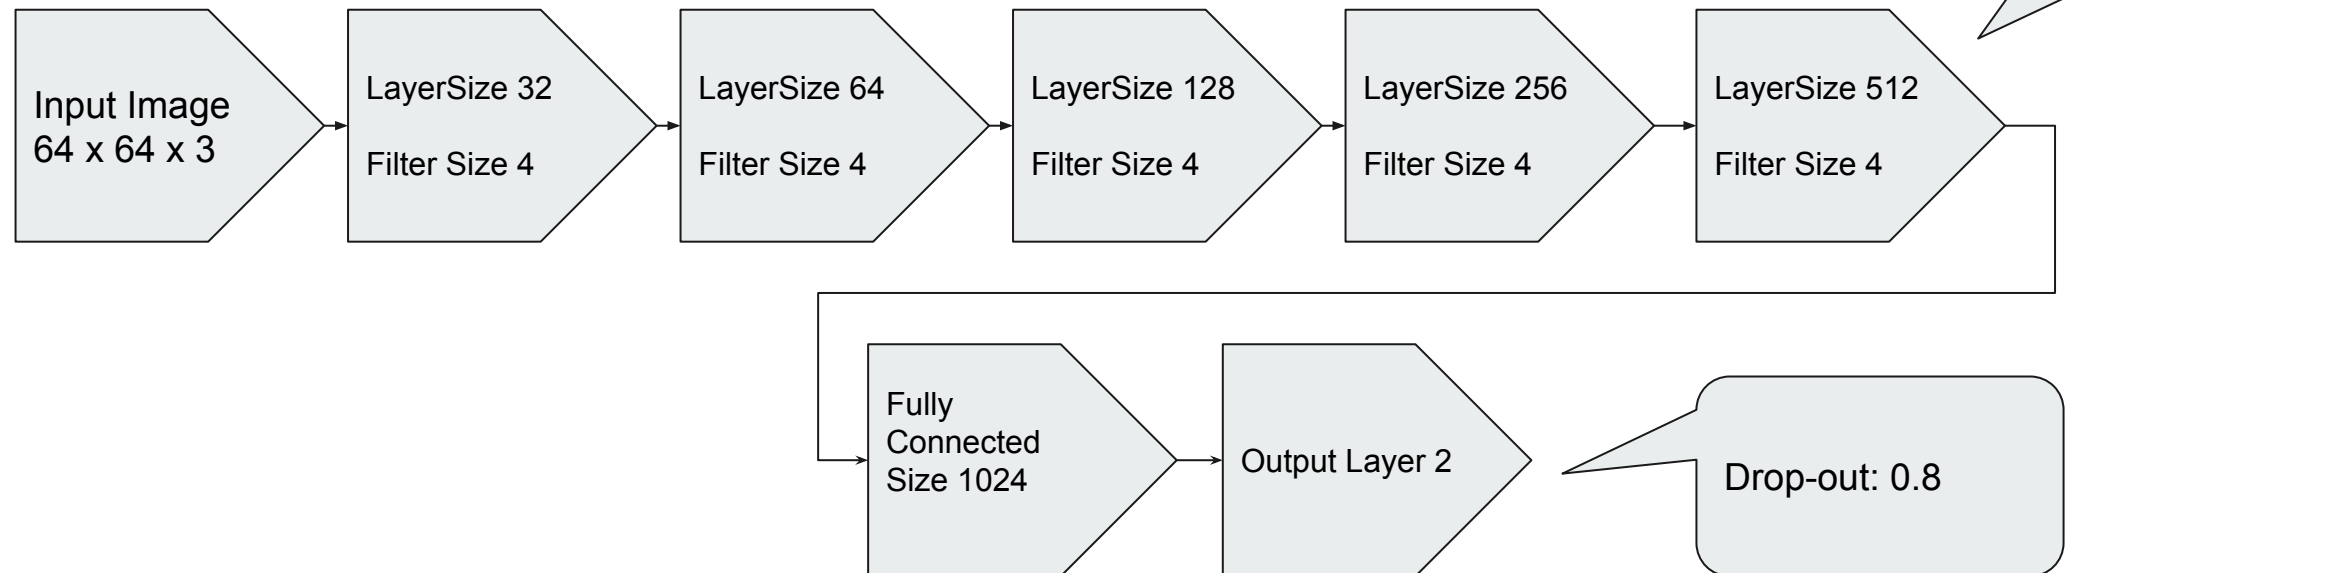 Input Image
64 x 64 x 3
LayerSize 32
Filter Size 4
LayerSize 64
Filter Size 4
LayerSize 128
Filter Size 4
LayerSize 256
Filter Size 4
LayerSize 512
Filter Size 4
Fully
Connected
Size 1024
Output Layer 2
Drop-out: 0.8